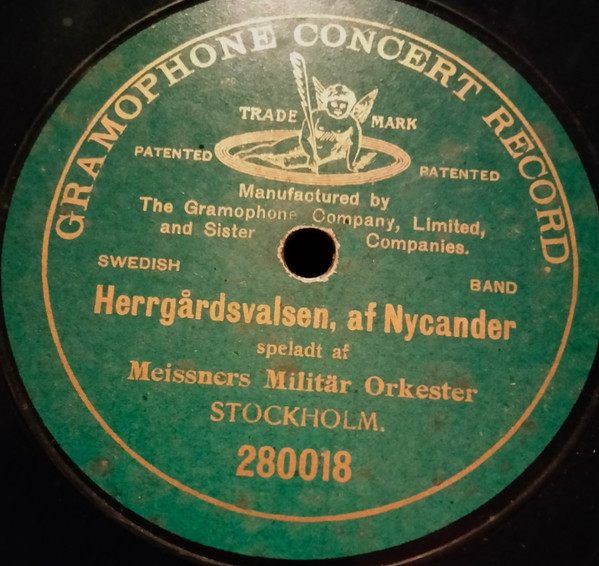 GRAMOPHONE CONCERT RECORD.
TRADE MARK
PATENTED PATENTED
Manufactured by
The Gramophone Company, Limited,
and Sister Companies.
SWEDISH BAND
Herrgårdsvalsen, af Nycander
speladt af
Meissners Militär Orkester
STOCKHOLM.
280018